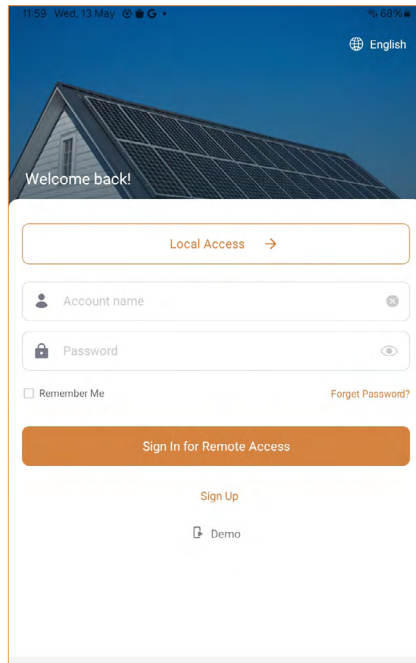 11:59 Wed, 13 May G • 68%
English
Welcome back!
Local Access →
Account name
Password
Remember Me
Forget Password?
Sign In for Remote Access
Sign Up
Demo